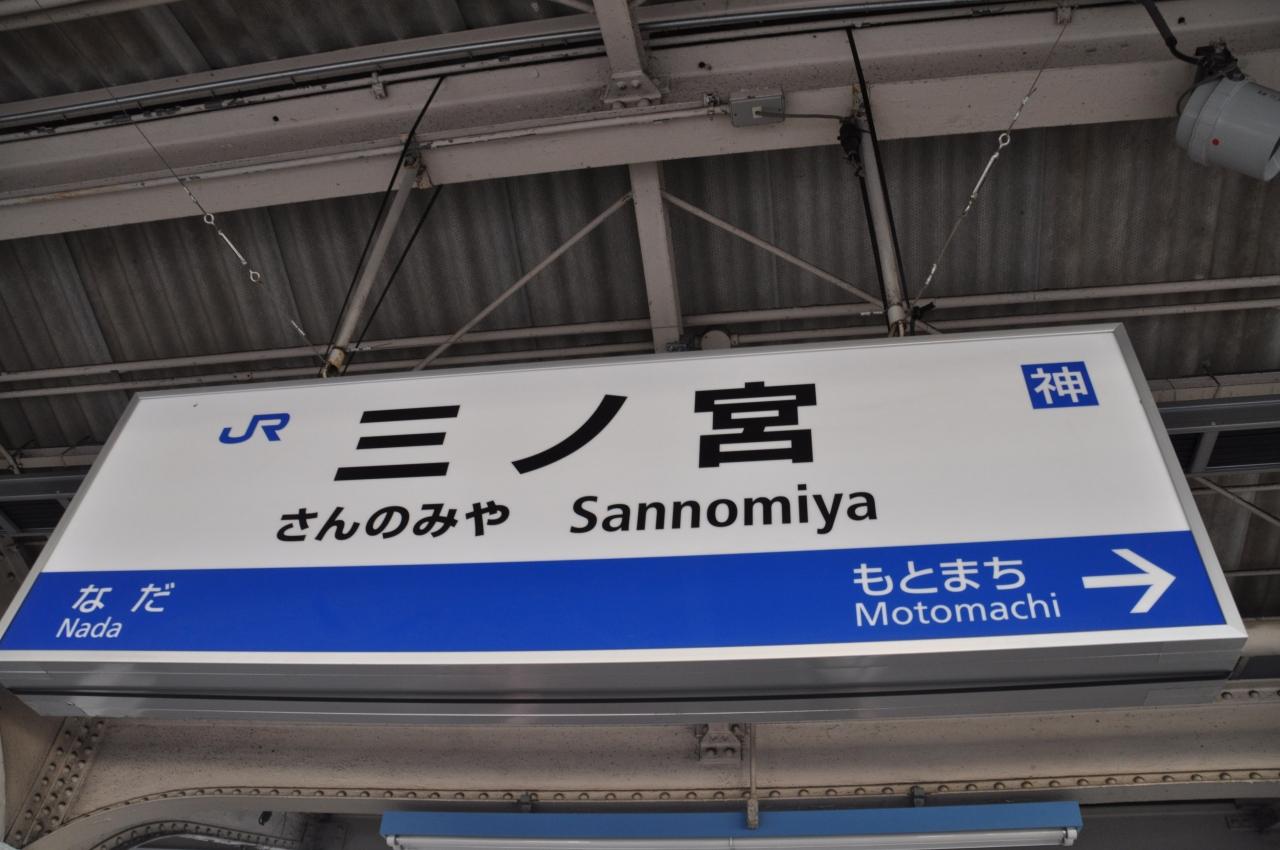 JR 三ノ宮 神
さんのみや Sannomiya
なだ もとまち →
Nada Motomachi